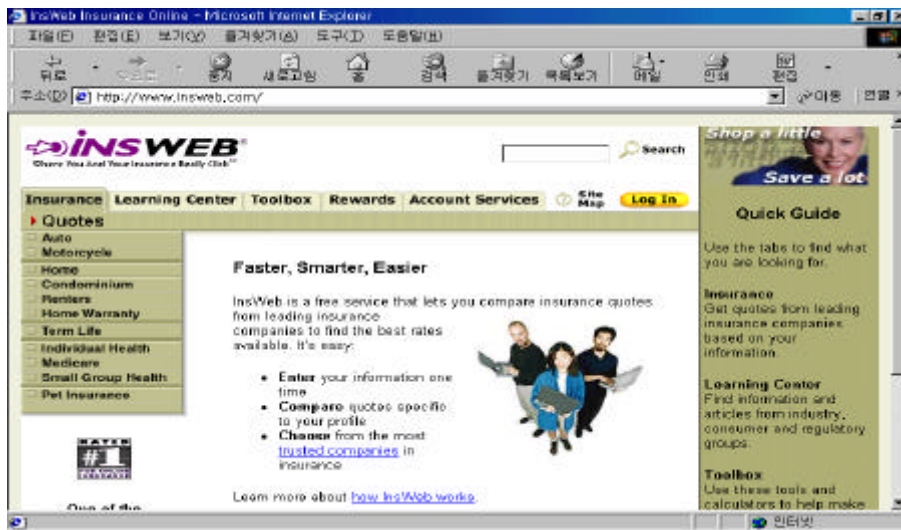 InsWeb Insurance Online - Microsoft Internet Explorer
파일(F) 편집(E) 보기(V) 즐겨찾기(A) 도구(T) 도움말(H)
뒤로 앞으로 중지 새로고침 홈 검색 즐겨찾기 목록보기 메일 인쇄 편집
주소(D) http://www.insweb.com/ 이동 연결
INSWEB
Where You And Your Insurance Really Click
Search
Insurance Learning Center Toolbox Rewards Account Services Site Map Log In
Quotes
Auto
Motorcycle
Home
Condominium
Renters
Home Warranty
Term Life
Individual Health
Medicare
Small Group Health
Pet Insurance
RATED
#1
One of the
Faster, Smarter, Easier
InsWeb is a free service that lets you compare insurance quotes
from leading insurance
companies to find the best rates
available. It's easy:
• Enter your information one
time
• Compare quotes specific
to your profile
• Choose from the most
trusted companies in
insurance
Learn more about how InsWeb works.
Shop a little
Save a lot
Quick Guide
Use the tabs to find what
you are looking for.
Insurance
Get quotes from leading
insurance companies
based on your
information.
Learning Center
Find information and
articles from industry,
consumer and regulatory
groups.
Toolbox
Use these tools and
calculators to help make
인터넷